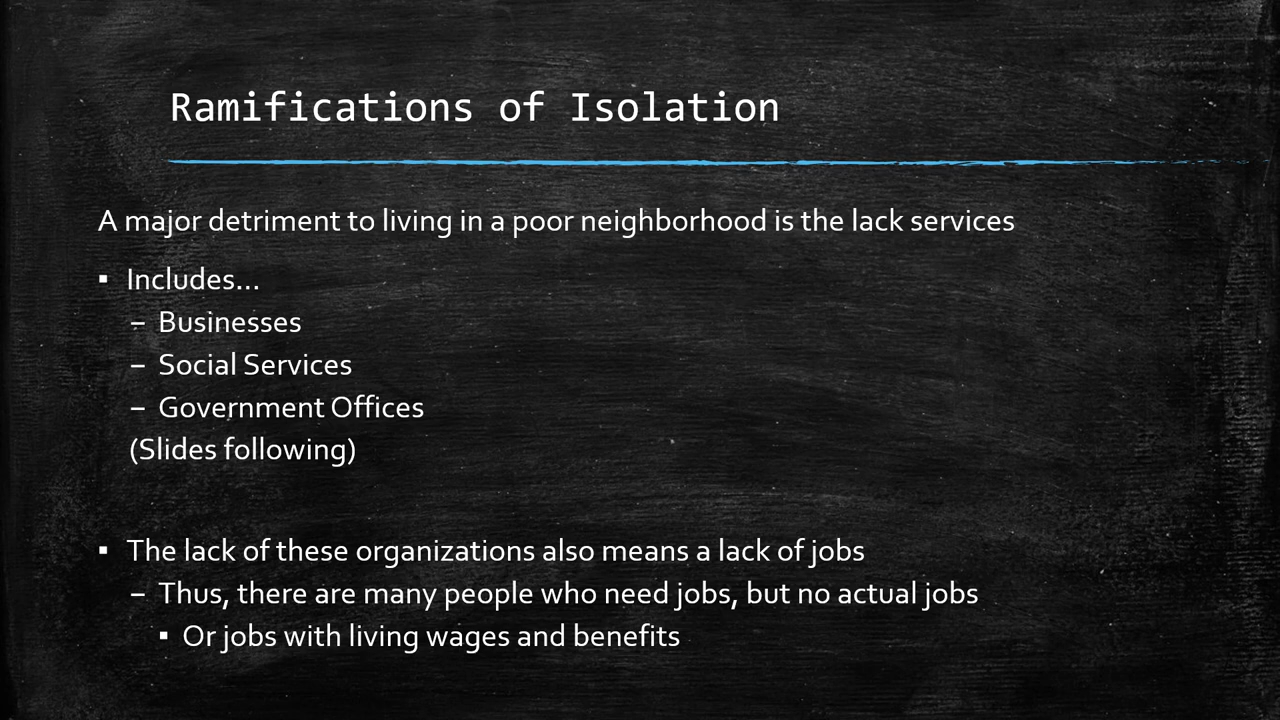 Ramifications of Isolation
A major detriment to living in a poor neighborhood is the lack services
▪ Includes...
– Businesses
– Social Services
– Government Offices
(Slides following)
▪ The lack of these organizations also means a lack of jobs
– Thus, there are many people who need jobs, but no actual jobs
▪ Or jobs with living wages and benefits